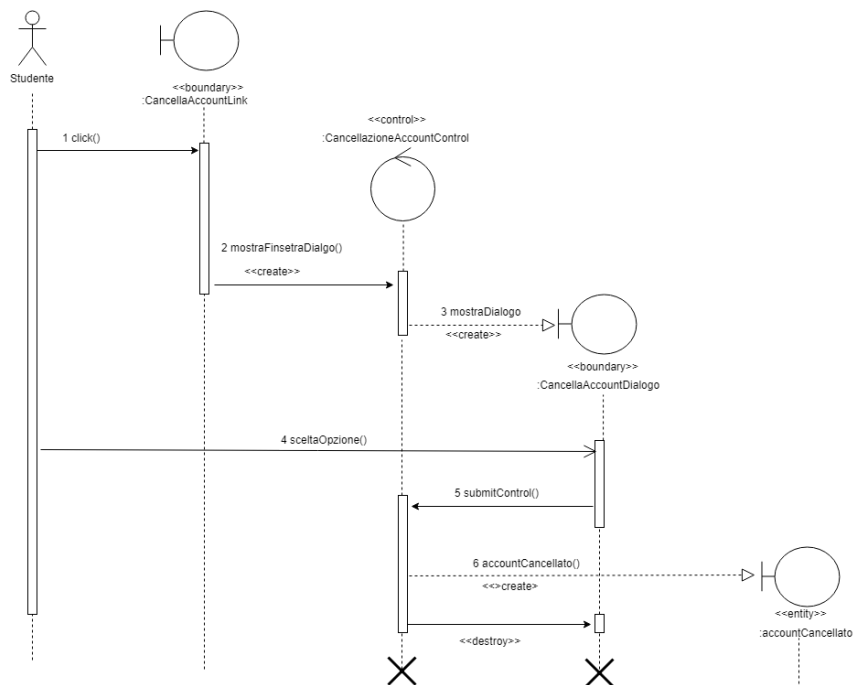 Studente
<<boundary>>
:CancellaAccountLink
<<control>>
:CancellazioneAccountControl
1 click()
2 mostraFinsetraDialgo()
<<create>>
3 mostraDialogo
<<create>>
<<boundary>>
:CancellaAccountDialogo
4 sceltaOpzione()
5 submitControl()
6 accountCancellato()
<<>create>
<<entity>>
:accountCancellato
<<destroy>>